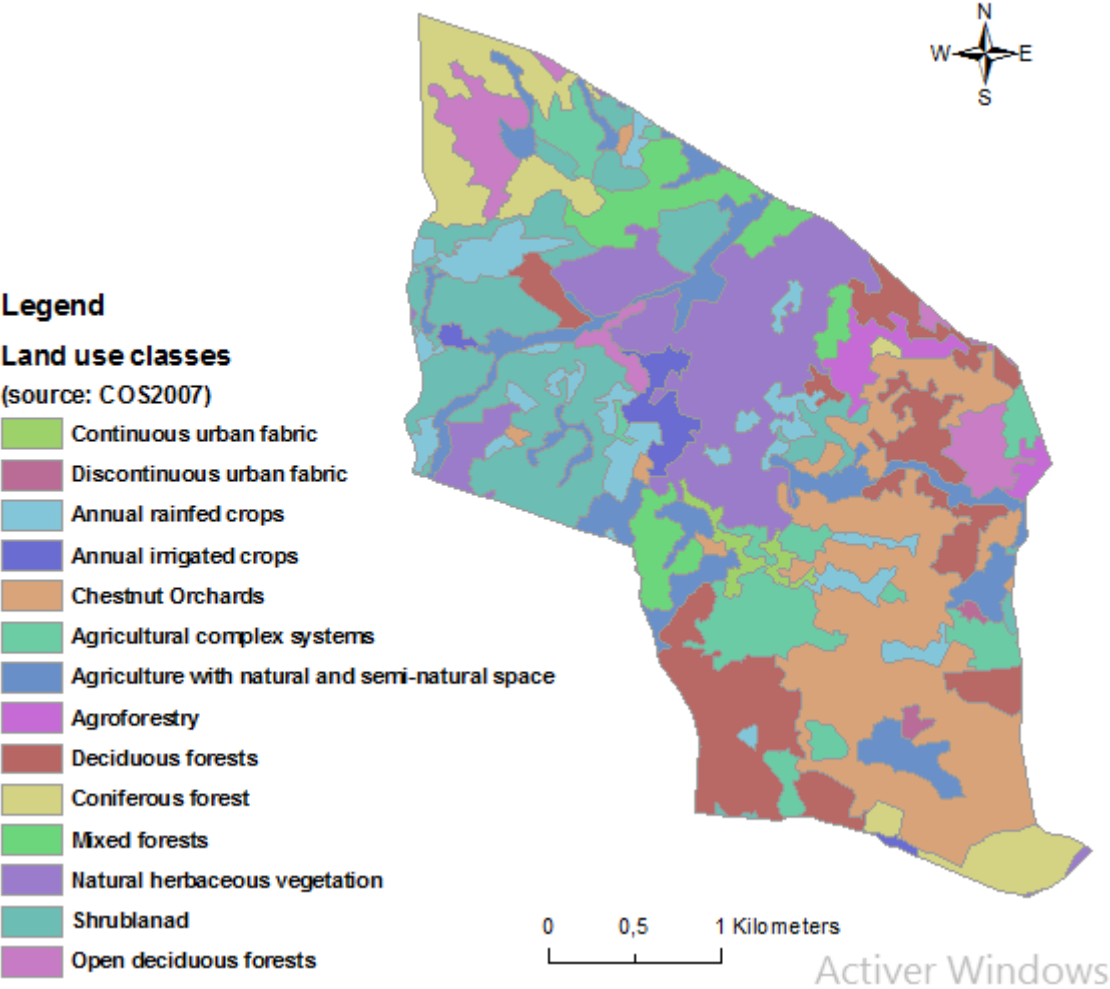 N
W E
S
Legend
Land use classes
(source: COS2007)
Continuous urban fabric
Discontinuous urban fabric
Annual rainfed crops
Annual irrigated crops
Chestnut Orchards
Agricultural complex systems
Agriculture with natural and semi-natural space
Agroforestry
Deciduous forests
Coniferous forest
Mixed forests
Natural herbaceous vegetation
Shrublanad
Open deciduous forests
0 0,5 1 Kilometers
Activer Windows